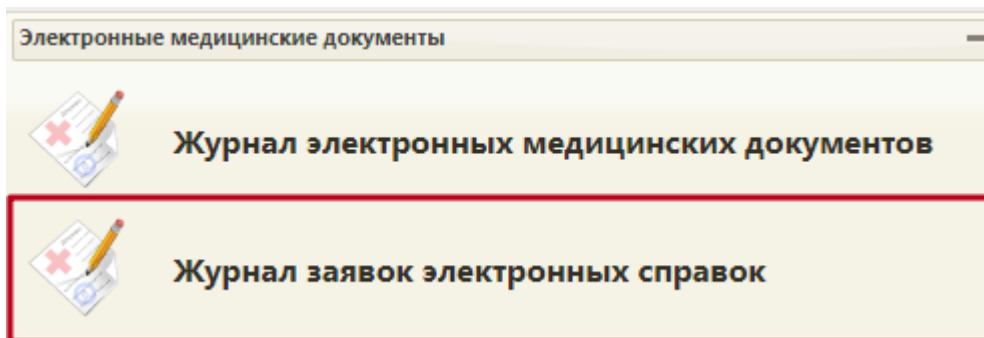 Электронные медицинские документы
Журнал электронных медицинских документов
Журнал заявок электронных справок